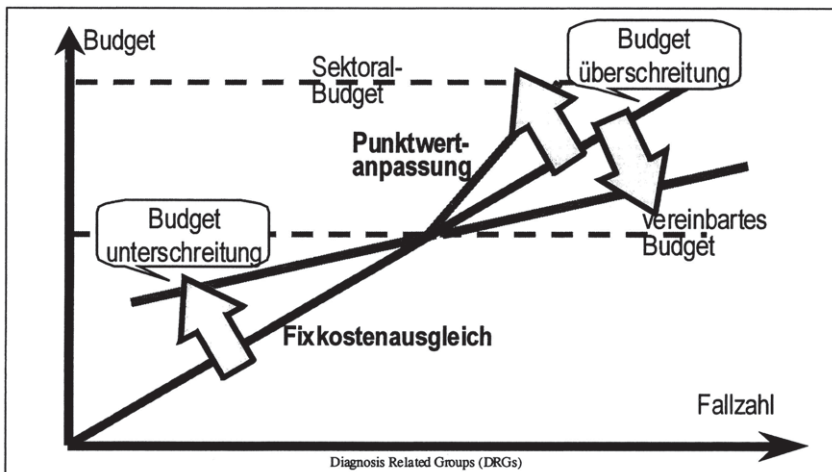 Budget
Budget
überschreitung
Sektoral-
Budget
Punktwert-
anpassung
Budget
unterschreitung
vereinbartes
Budget
Fixkostenausgleich
Fallzahl
Diagnosis Related Groups (DRGs)